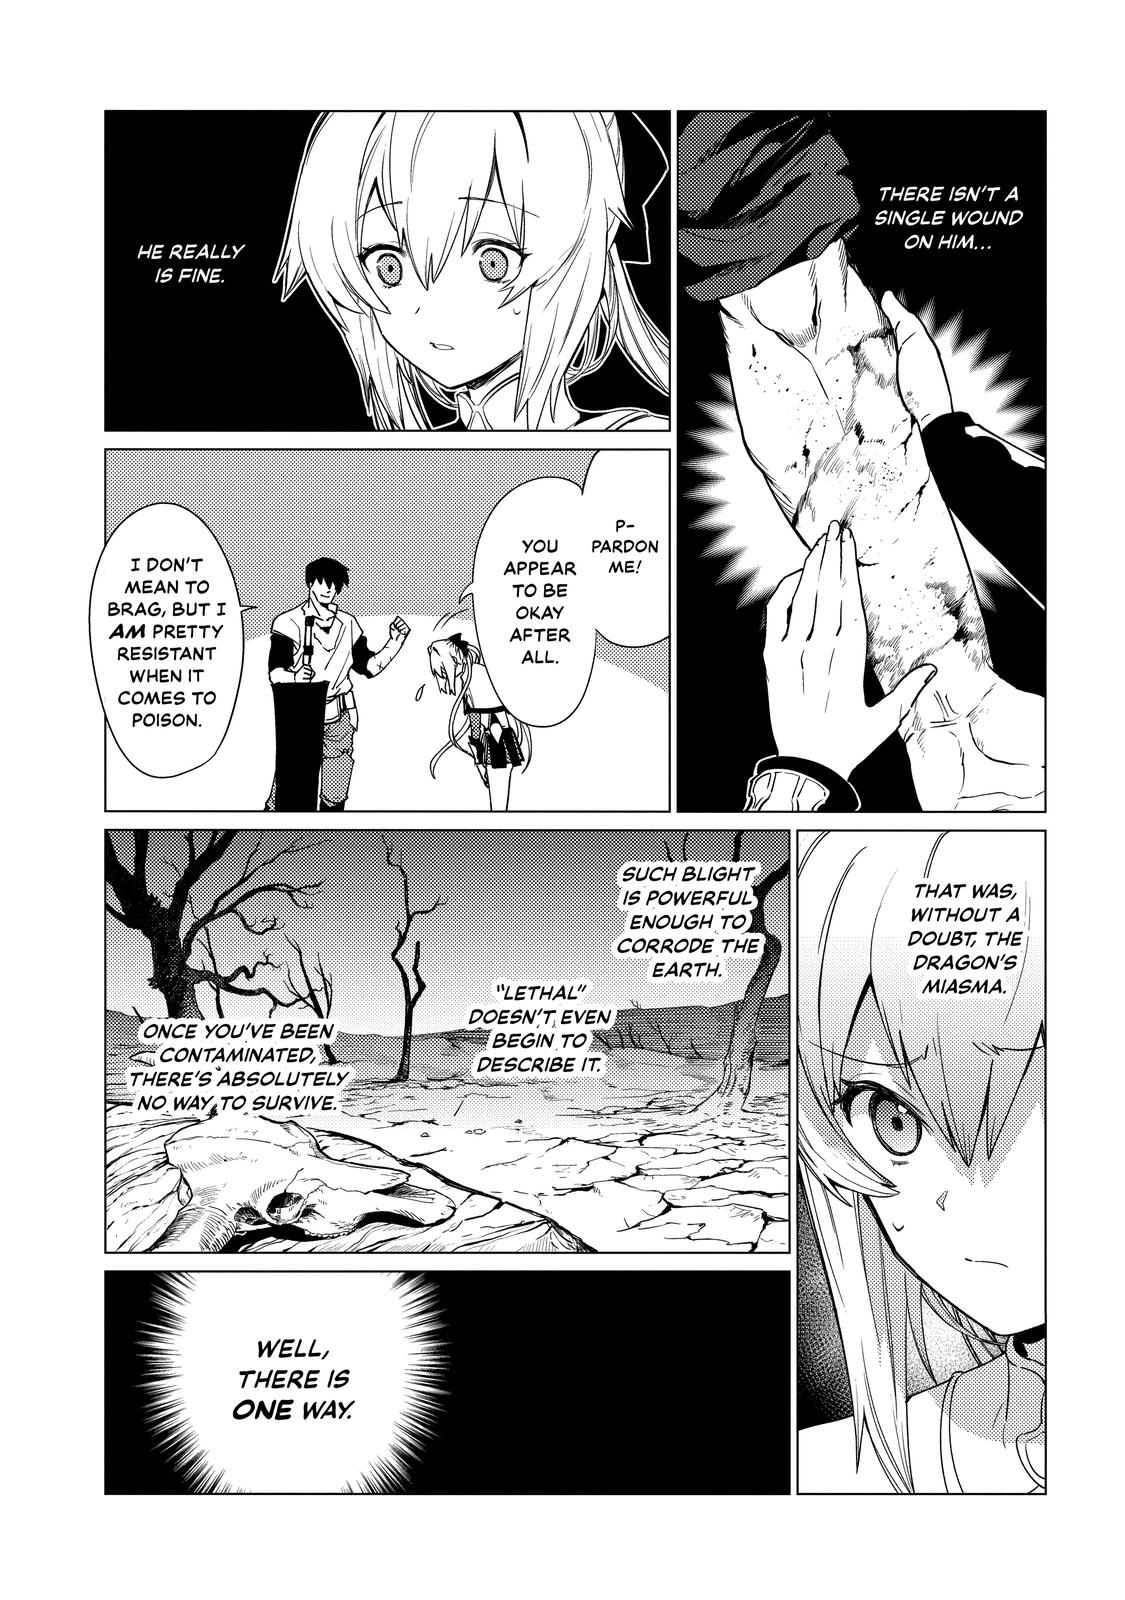 THERE ISN'T A
SINGLE WOUND
ON HIM...
HE REALLY
IS FINE.
P-
PARDON
ME!
YOU
APPEAR
TO BE
OKAY
AFTER
ALL.
I DON'T
MEAN TO
BRAG, BUT I
AM PRETTY
RESISTANT
WHEN IT
COMES TO
POISON.
THAT WAS,
WITHOUT A
DOUBT, THE
DRAGON'S
MIASMA.
SUCH BLIGHT
IS POWERFUL
ENOUGH TO
CORRODE THE
EARTH.
"LETHAL"
DOESN'T EVEN
BEGIN TO
DESCRIBE IT.
ONCE YOU'VE BEEN
CONTAMINATED,
THERE'S ABSOLUTELY
NO WAY TO SURVIVE.
WELL,
THERE IS
ONE WAY.